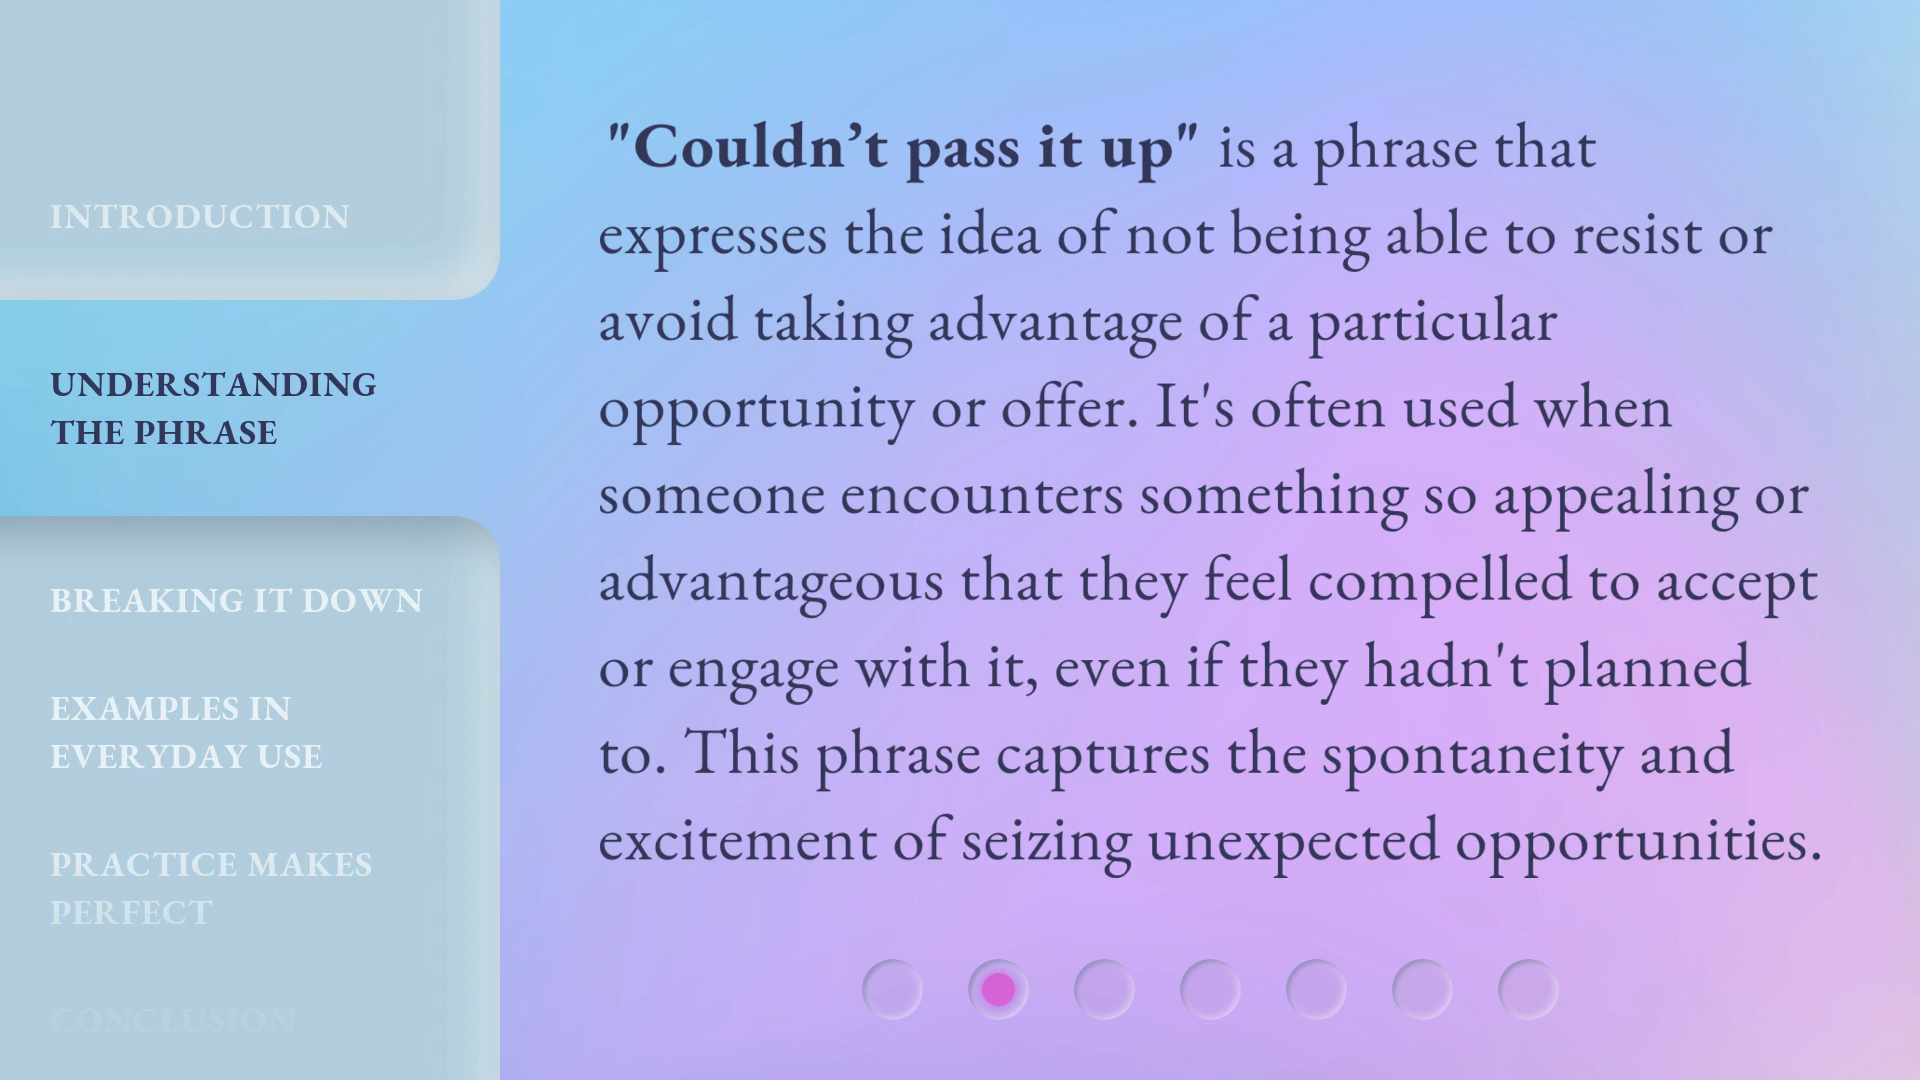 INTRODUCTION
UNDERSTANDING
THE PHRASE
BREAKING IT DOWN
EXAMPLES IN
EVERYDAY USE
PRACTICE MAKES
PERFECT
CONCLUSION
"Couldn’t pass it up" is a phrase that
expresses the idea of not being able to resist or
avoid taking advantage of a particular
opportunity or offer. It's often used when
someone encounters something so appealing or
advantageous that they feel compelled to accept
or engage with it, even if they hadn't planned
to. This phrase captures the spontaneity and
excitement of seizing unexpected opportunities.